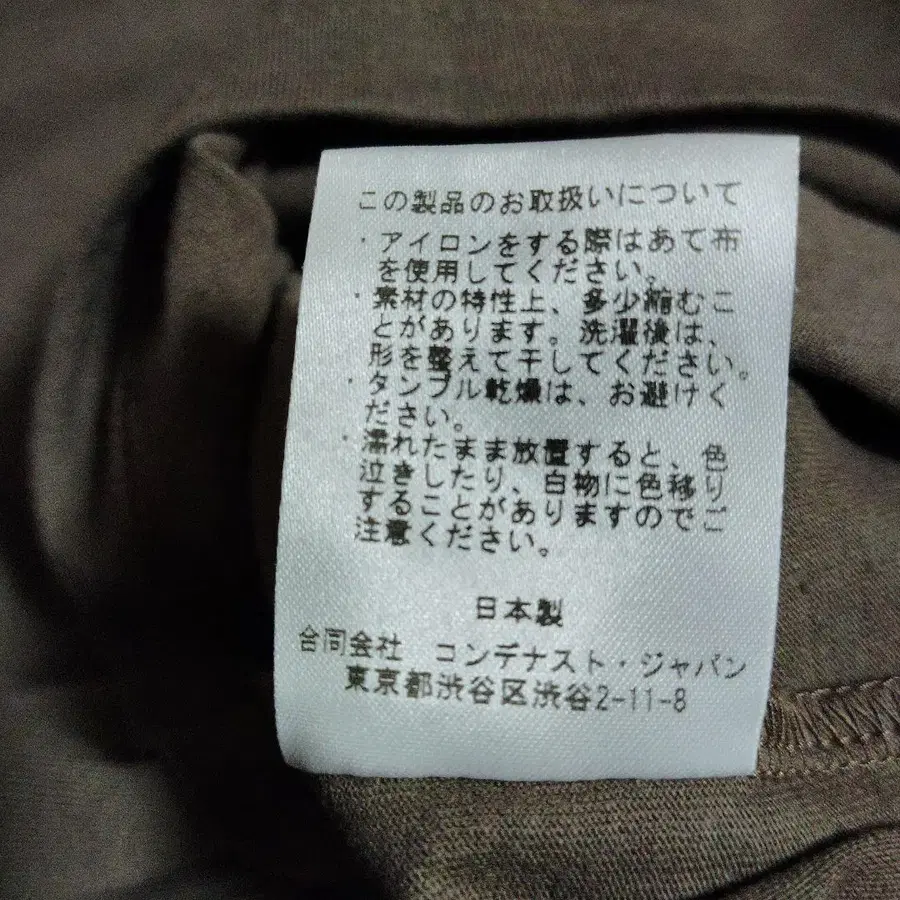 この製品のお取扱いについて
・アイロンをする際はあて布
を使用してください。
・素材の特性上、多少縮むこ
とがあります。洗濯後は、
形を整えて干してください。
・タンブル乾燥は、お避けく
ださい。
・濡れたまま放置すると、色
泣きしたり、白物に色移り
することがありますのでご
注意ください。
日本製
合同会社 コンデナスト・ジャパン
東京都渋谷区渋谷2-11-8